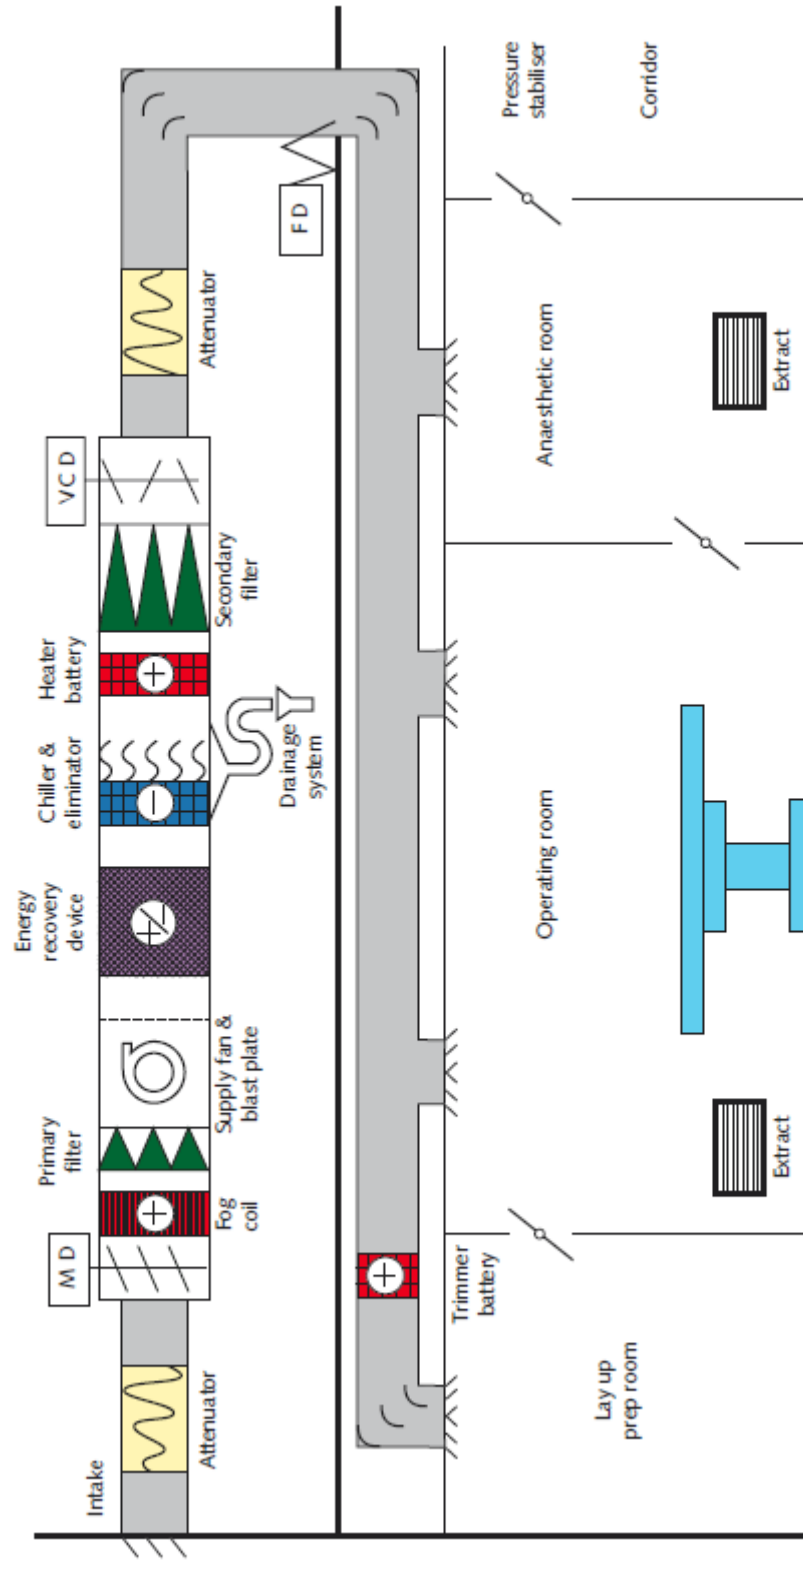 Intake
Attenuator
M D
Fog
coil
Primary
filter
Supply fan &
blast plate
Energy
recovery
device
Chiller &
eliminator
Drainage
system
Heater
battery
Secondary
filter
VC D
Attenuator
F D
Trimmer
battery
Lay up
prep room
Operating room
Extract
Anaesthetic room
Extract
Pressure
stabiliser
Corridor